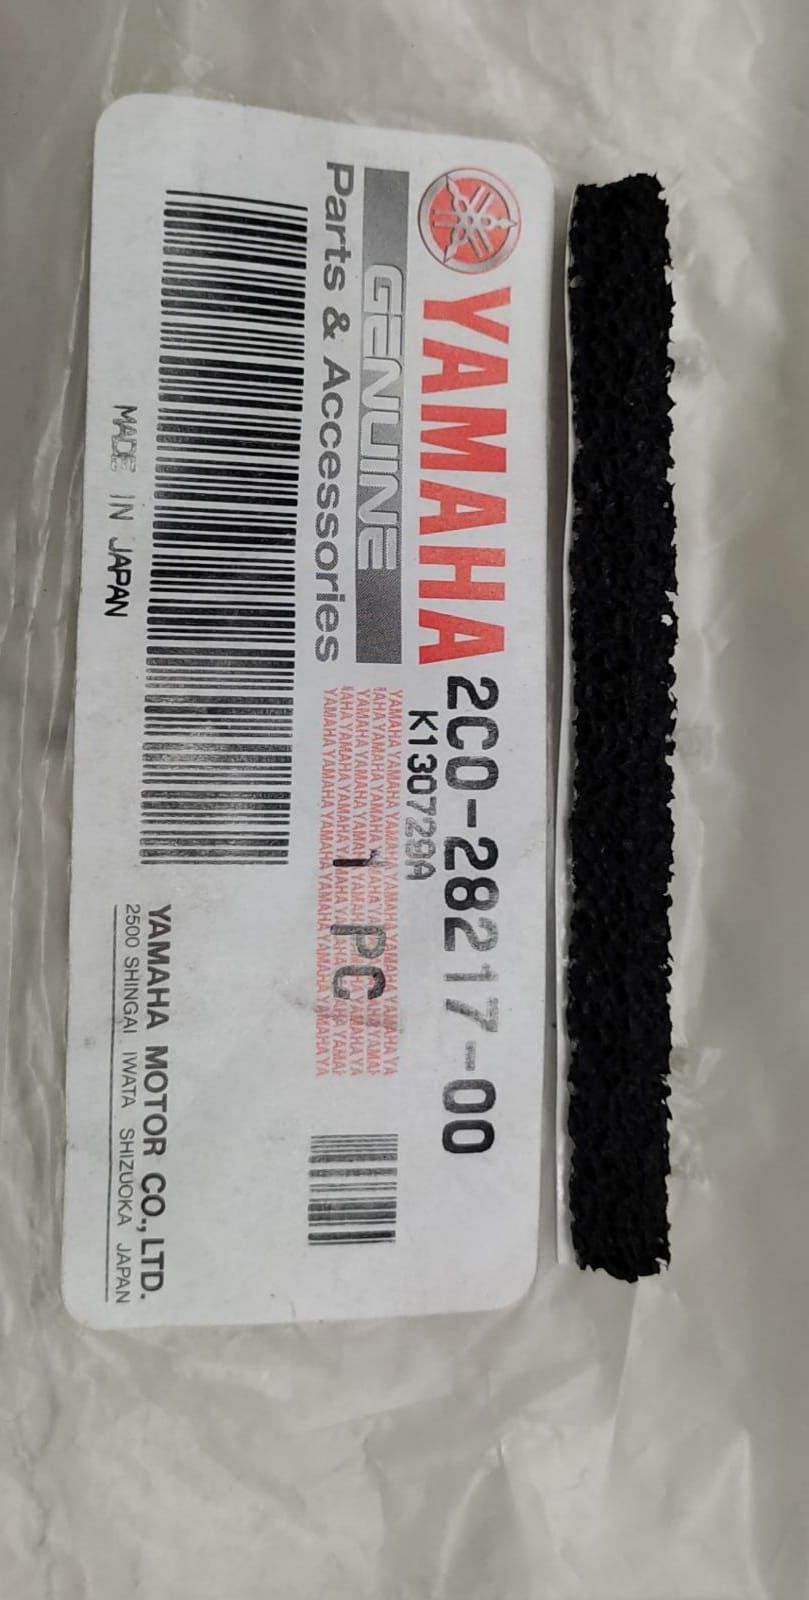 YAMAHA
GENUINE
Parts & Accessories
2C0-28217-00
K130729A
1 PC
MADE IN JAPAN
YAMAHA MOTOR CO., LTD.
2500 SHINGAI IWATA SHIZUOKA JAPAN